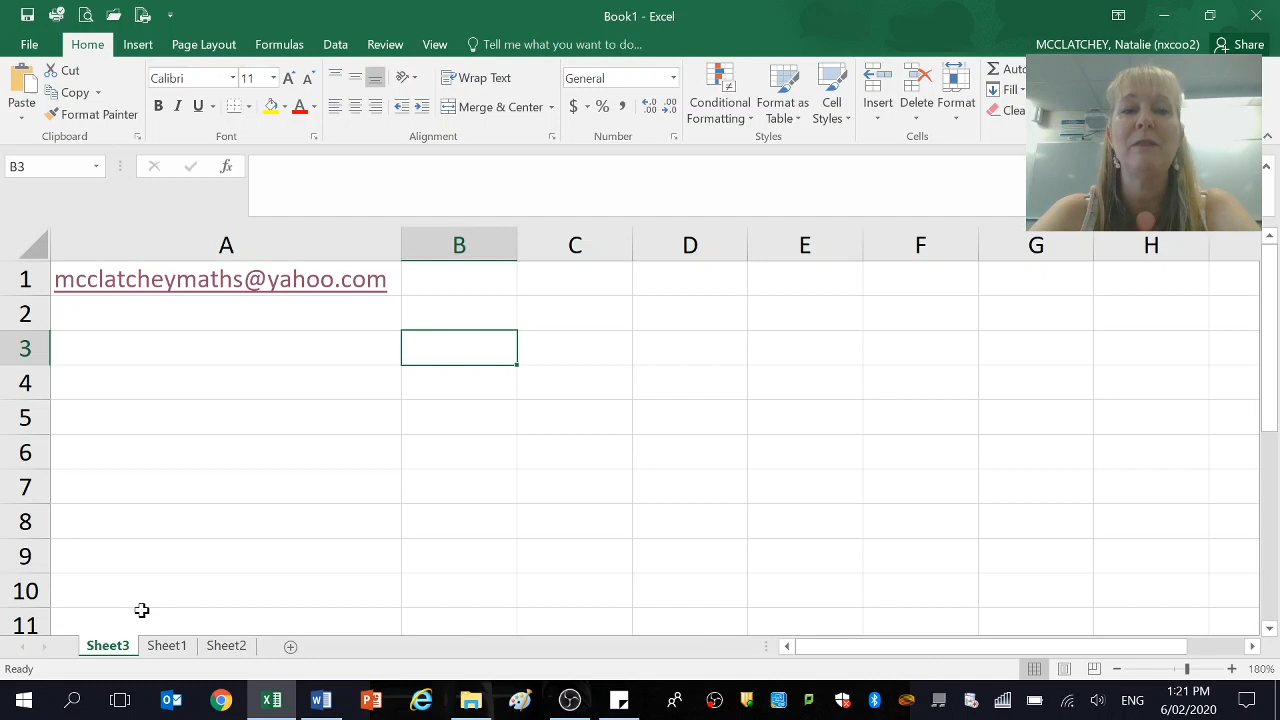 Book1 - Excel
File Home Insert Page Layout Formulas Data Review View Tell me what you want to do... MCCLATCHEY, Natalie (nxcoo2) Share
Cut
Copy
Format Painter
Paste
Clipboard
Calibri 11
B I U A
Font
Wrap Text
Merge & Center
Alignment
General
$ % ,
Number
Conditional Formatting
Format as Table
Cell Styles
Styles
Insert Delete Format
Cells
Auto
Fill
Clea
B3 fx
A B C D E F G H
1 mcclatcheymaths@yahoo.com
2
3
4
5
6
7
8
9
10
11
Sheet3 Sheet1 Sheet2
Ready 180%
ENG 1:21 PM
6/02/2020